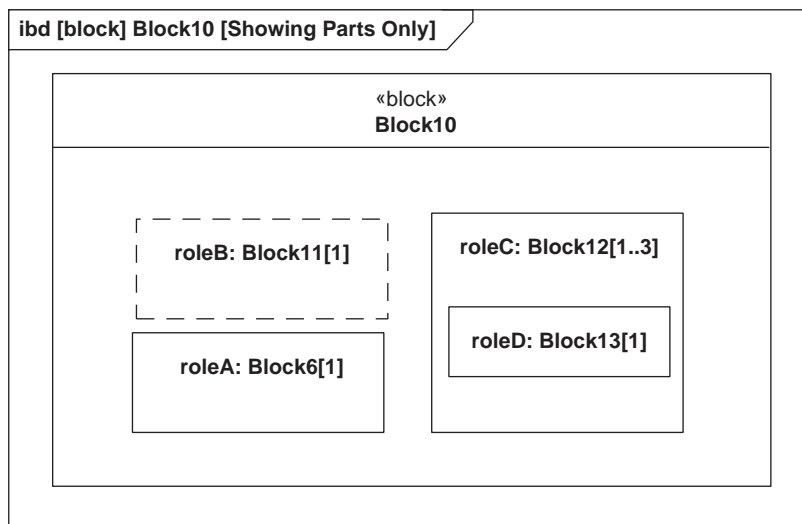 ibd [block] Block10 [Showing Parts Only]
«block»
Block10
roleB: Block11[1]
roleC: Block12[1..3]
roleD: Block13[1]
roleA: Block6[1]